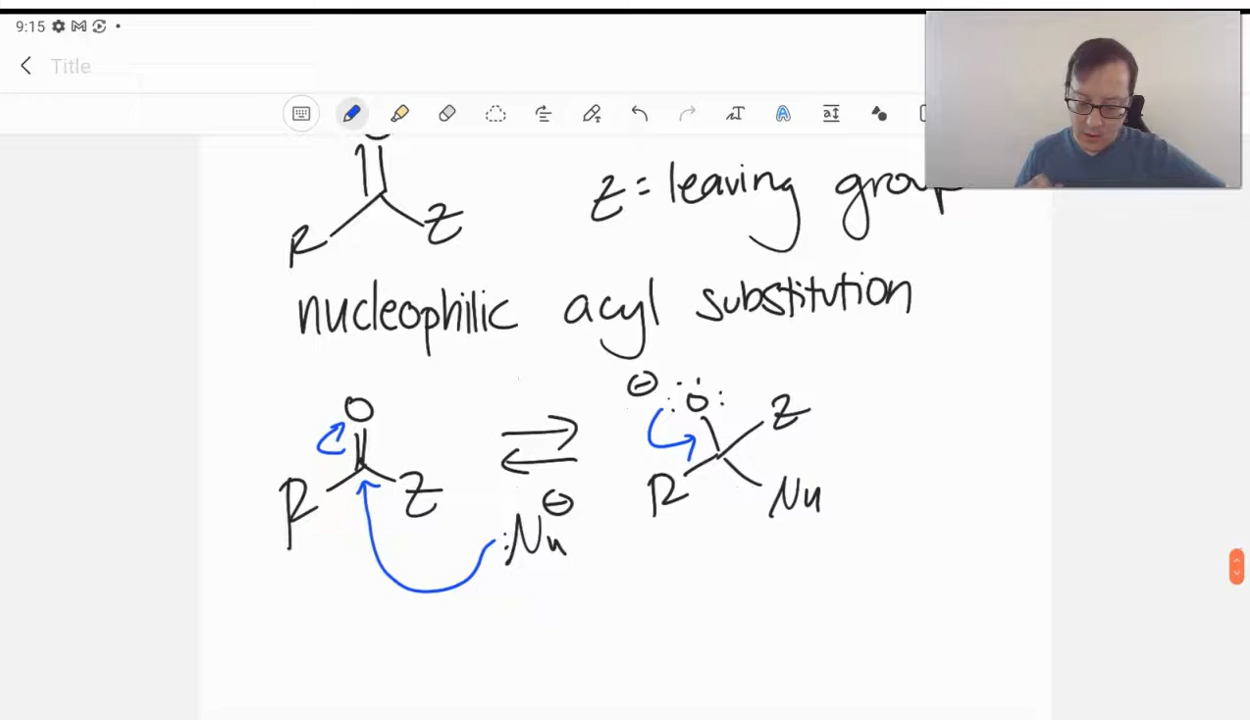 9:15
Title
R Z
Z = leaving group
nucleophilic acyl substitution
⊖
O :Ö: Z
R Z R Nu
⊖
:Nu